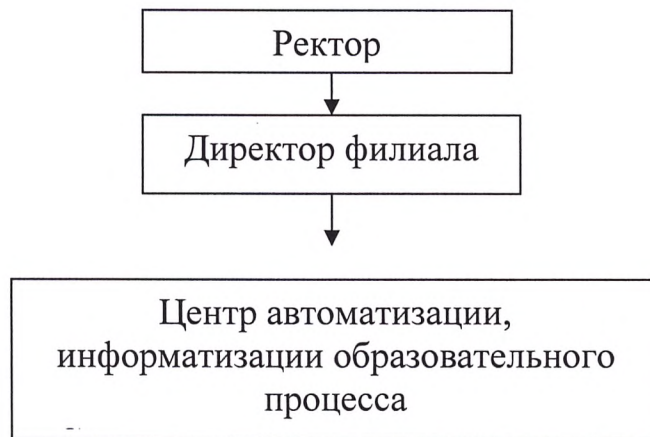 Ректор
Директор филиала
Центр автоматизации,
информатизации образовательного
процесса